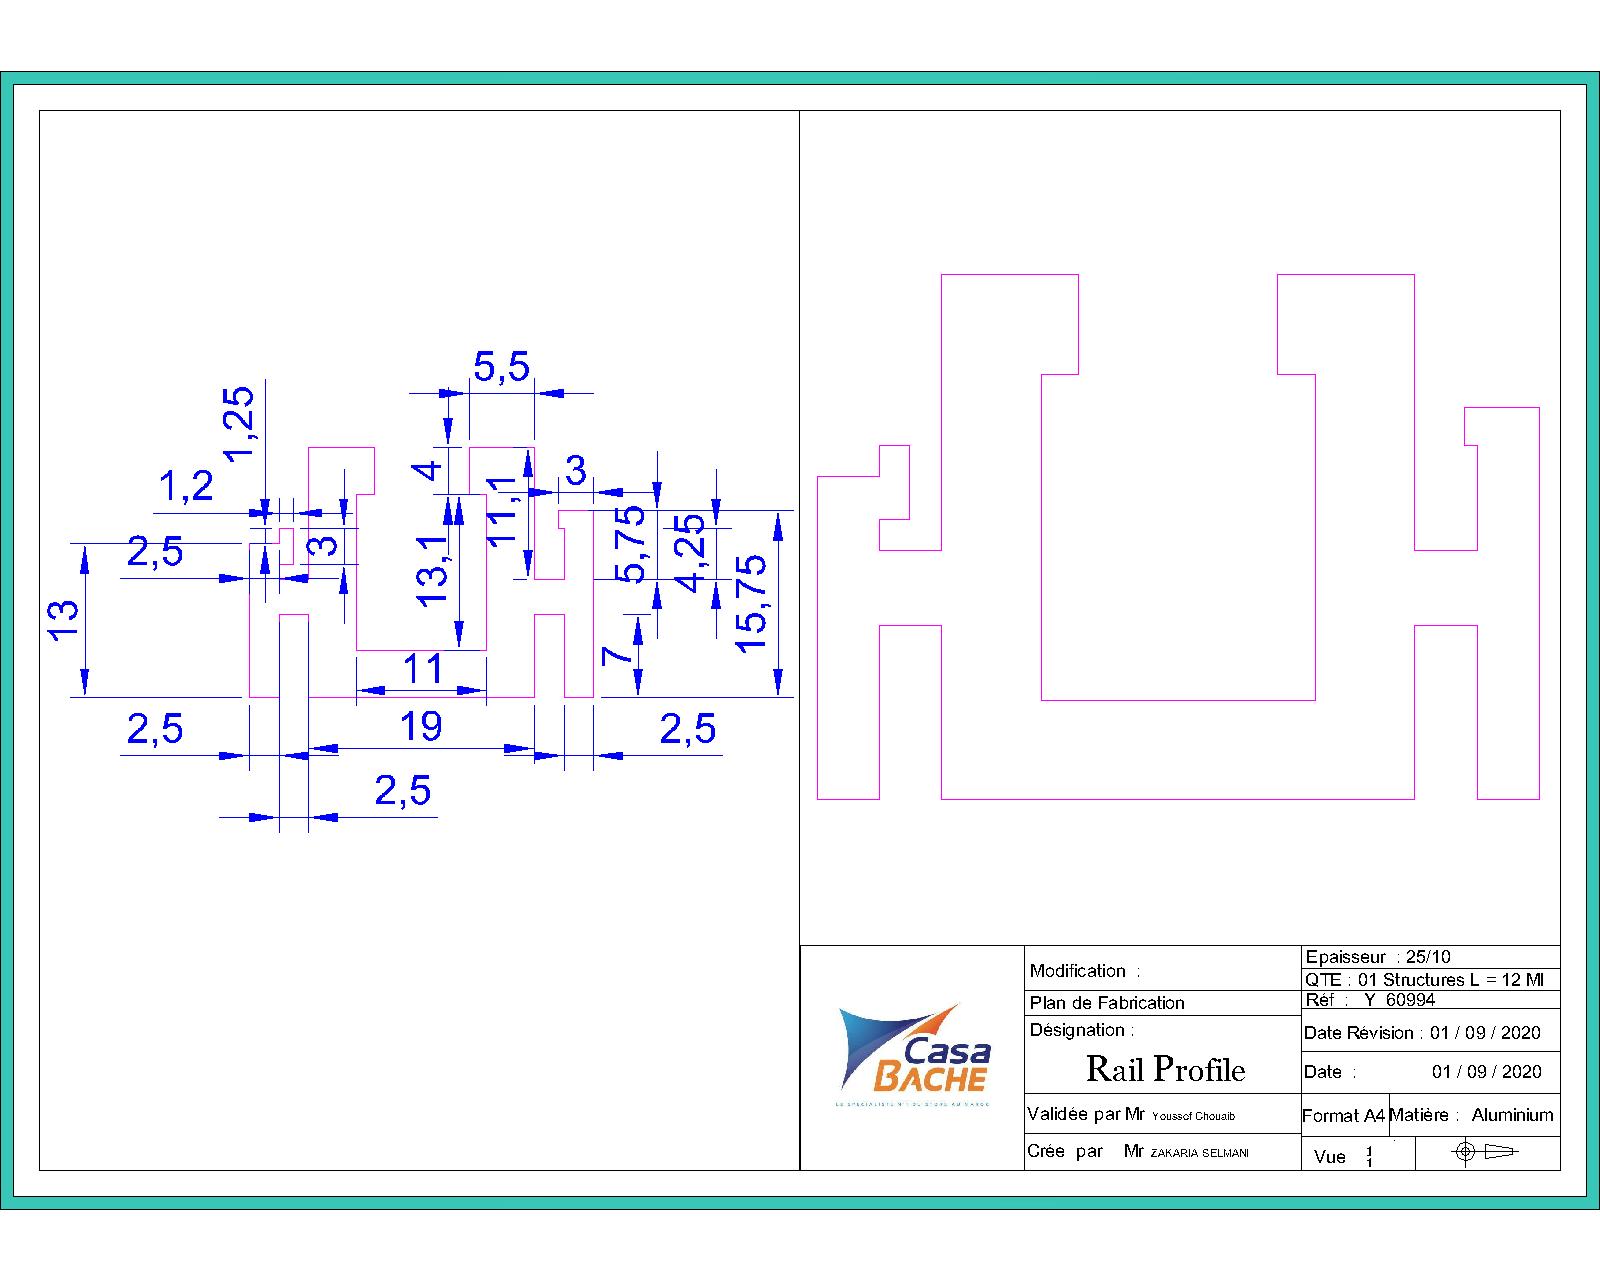 5,5
1,25
4
3
1,2
11,1
5,75
4,25
3
2,5
13,1
15,75
13
7
11
2,5
19
2,5
2,5
Casa
BACHE
Modification :
Plan de Fabrication
Désignation :
Rail Profile
Validée par Mr Youssof Chouaib
Crée par Mr ZAKARIA SELMANI
Epaisseur : 25/10
QTE : 01 Structures L = 12 Ml
Réf : Y 60994
Date Révision : 01 / 09 / 2020
Date : 01 / 09 / 2020
Format A4 Matière : Aluminium
Vue 1
1